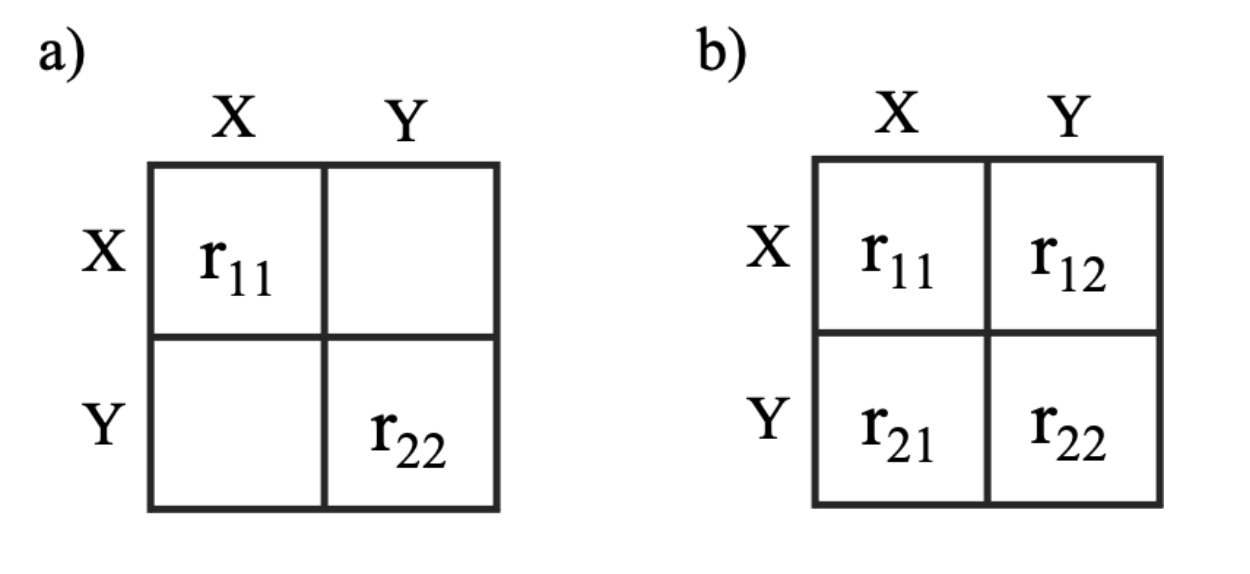 a) b)
X Y X Y
X r₁₁ X r₁₁ r₁₂
Y r₂₂ Y r₂₁ r₂₂